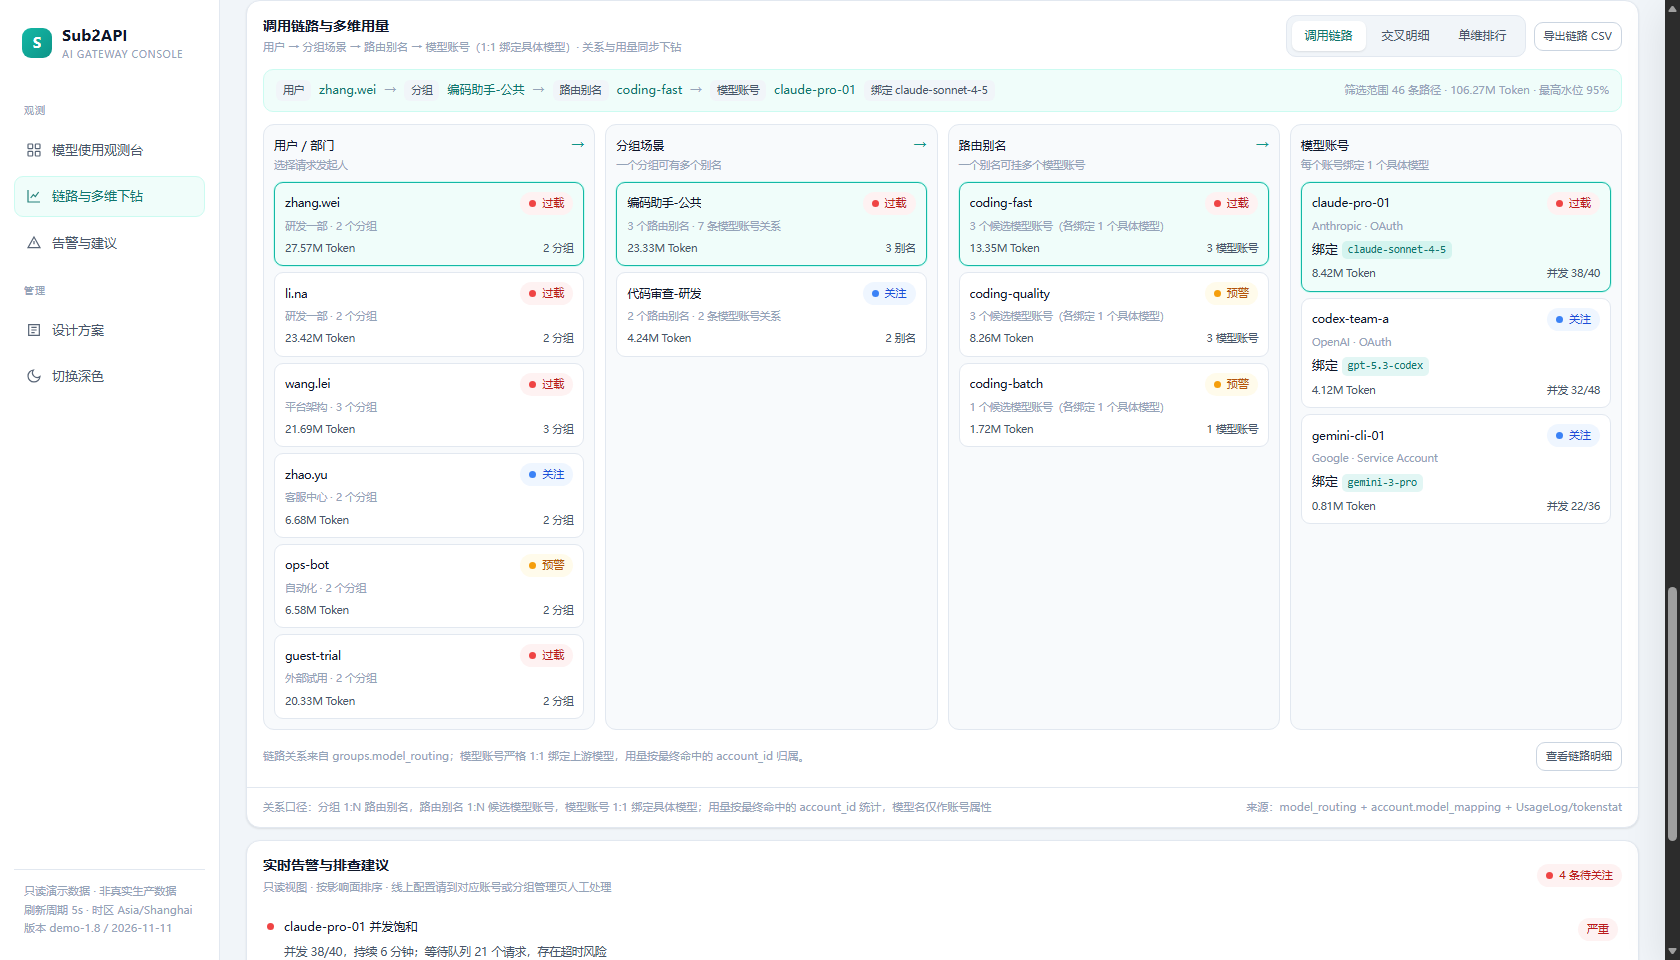 S
Sub2API
AI GATEWAY CONSOLE
观测
模型使用观测台
链路与多维下钻
告警与建议
管理
设计方案
切换深色
只读演示数据 · 非真实生产数据
刷新周期 5s · 时区 Asia/Shanghai
版本 demo-1.8 / 2026-11-11
调用链路与多维用量
用户 → 分组场景 → 路由别名 → 模型账号（1:1 绑定具体模型）· 关系与用量同步下钻
调用链路 交叉明细 单维排行 导出链路 CSV
用户 zhang.wei → 分组 编码助手-公共 → 路由别名 coding-fast → 模型账号 claude-pro-01 绑定 claude-sonnet-4-5
筛选范围 46 条路径 · 106.27M Token · 最高水位 95%
用户 / 部门 →
选择请求发起人
zhang.wei 过载
研发一部 · 2 个分组
27.57M Token 2 分组
li.na 过载
研发一部 · 2 个分组
23.42M Token 2 分组
wang.lei 过载
平台架构 · 3 个分组
21.69M Token 3 分组
zhao.yu 关注
客服中心 · 2 个分组
6.68M Token 2 分组
ops-bot 预警
自动化 · 2 个分组
6.58M Token 2 分组
guest-trial 过载
外部试用 · 2 个分组
20.33M Token 2 分组
分组场景 →
一个分组可有多个别名
编码助手-公共 过载
3 个路由别名 · 7 条模型账号关系
23.33M Token 3 别名
代码审查-研发 关注
2 个路由别名 · 2 条模型账号关系
4.24M Token 2 别名
路由别名 →
一个别名可挂多个模型账号
coding-fast 过载
3 个候选模型账号（各绑定 1 个具体模型）
13.35M Token 3 模型账号
coding-quality 预警
3 个候选模型账号（各绑定 1 个具体模型）
8.26M Token 3 模型账号
coding-batch 预警
1 个候选模型账号（各绑定 1 个具体模型）
1.72M Token 1 模型账号
模型账号
每个账号绑定 1 个具体模型
claude-pro-01 过载
Anthropic · OAuth
绑定 claude-sonnet-4-5
8.42M Token 并发 38/40
codex-team-a 关注
OpenAI · OAuth
绑定 gpt-5.3-codex
4.12M Token 并发 32/48
gemini-cli-01 关注
Google · Service Account
绑定 gemini-3-pro
0.81M Token 并发 22/36
链路关系来自 groups.model_routing；模型账号严格 1:1 绑定上游模型，用量按最终命中的 account_id 归属。
查看链路明细
关系口径：分组 1:N 路由别名，路由别名 1:N 候选模型账号，模型账号 1:1 绑定具体模型；用量按最终命中的 account_id 统计，模型名仅作账号属性
来源：model_routing + account.model_mapping + UsageLog/tokenstat
实时告警与排查建议
只读视图 · 按影响面排序 · 线上配置请到对应账号或分组管理页人工处理
4 条待关注
claude-pro-01 并发饱和
严重
并发 38/40，持续 6 分钟；等待队列 21 个请求，存在超时风险